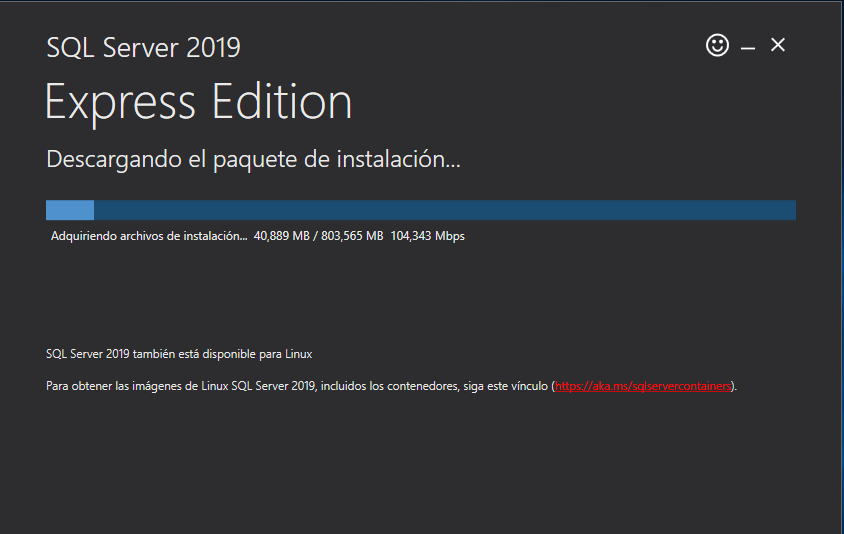 SQL Server 2019
Express Edition
Descargando el paquete de instalación...
Adquiriendo archivos de instalación... 40,889 MB / 803,565 MB 104,343 Mbps
SQL Server 2019 también está disponible para Linux
Para obtener las imágenes de Linux SQL Server 2019, incluidos los contenedores, siga este vínculo (https://aka.ms/sqlservercontainers).